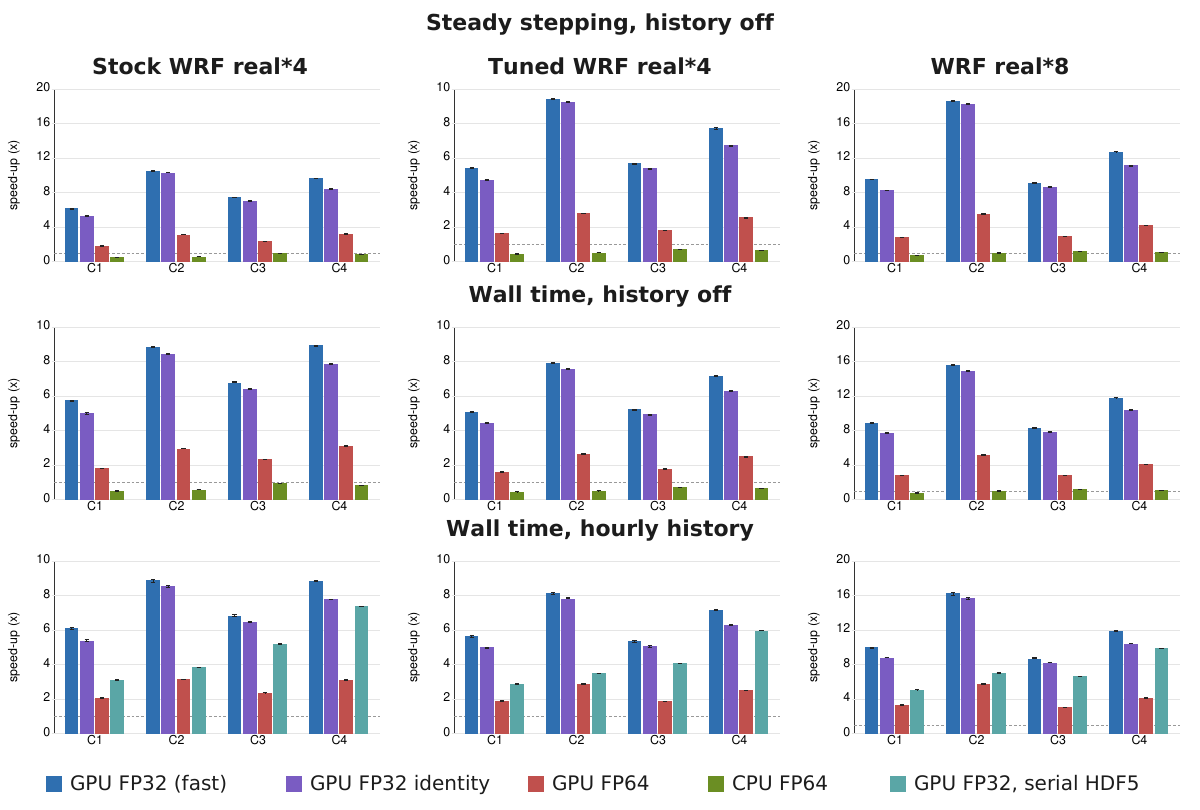 Steady stepping, history off
Stock WRF real*4 Tuned WRF real*4 WRF real*8
speed-up (x) 20 16 12 8 4 0 C1 C2 C3 C4
speed-up (x) 10 8 6 4 2 0 C1 C2 C3 C4
speed-up (x) 20 16 12 8 4 0 C1 C2 C3 C4
Wall time, history off
speed-up (x) 10 8 6 4 2 0 C1 C2 C3 C4
speed-up (x) 10 8 6 4 2 0 C1 C2 C3 C4
speed-up (x) 20 16 12 8 4 0 C1 C2 C3 C4
Wall time, hourly history
speed-up (x) 10 8 6 4 2 0 C1 C2 C3 C4
speed-up (x) 10 8 6 4 2 0 C1 C2 C3 C4
speed-up (x) 20 16 12 8 4 0 C1 C2 C3 C4
GPU FP32 (fast) GPU FP32 identity GPU FP64 CPU FP64 GPU FP32, serial HDF5